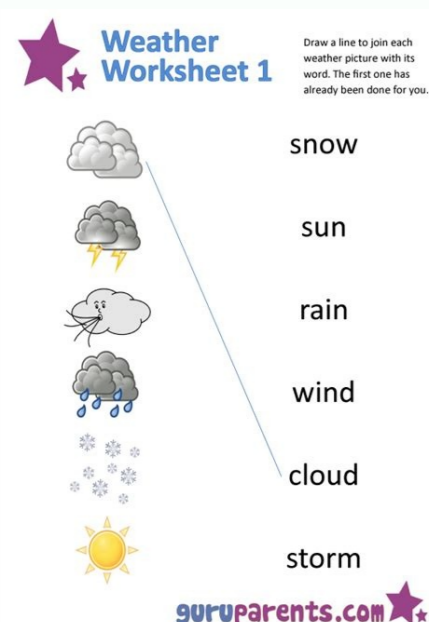 Weather
Worksheet 1
Draw a line to join each
weather picture with its
word. The first one has
already been done for you.
snow
sun
rain
wind
cloud
storm
guruparents.com